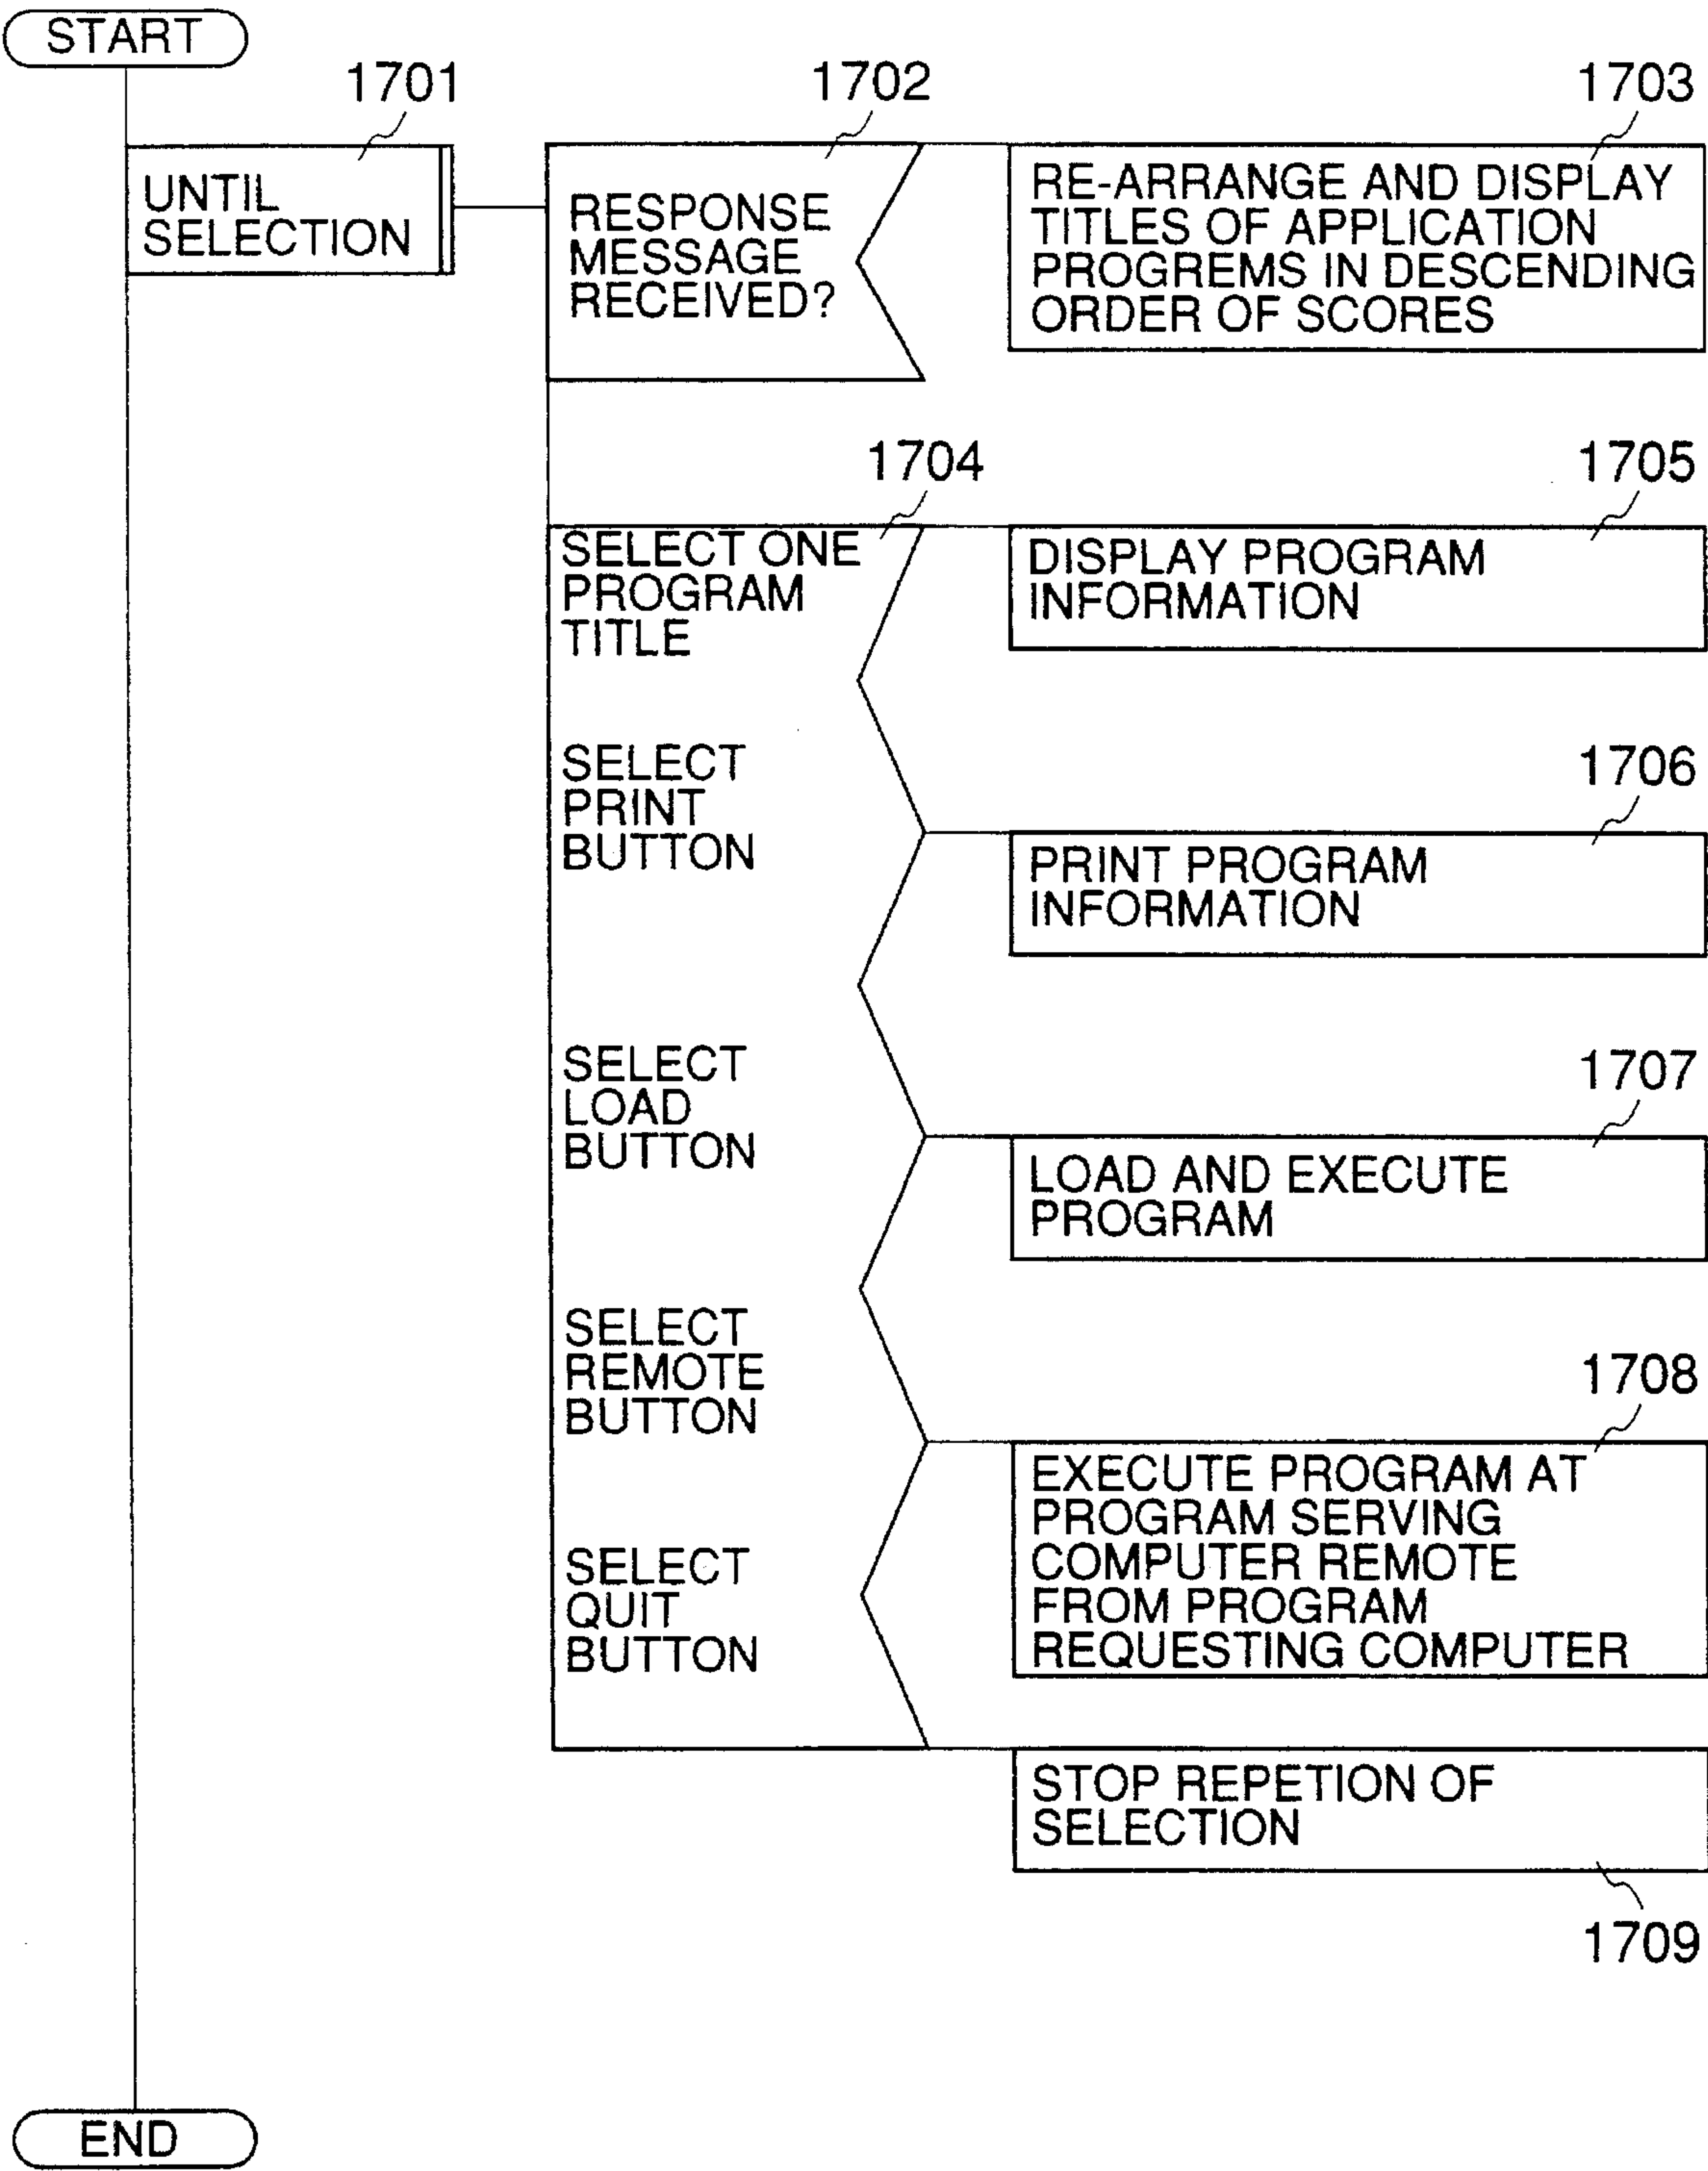 START
1701
1702
1703
UNTIL
SELECTION
RESPONSE
MESSAGE
RECEIVED?
RE-ARRANGE AND DISPLAY
TITLES OF APPLICATION
PROGREMS IN DESCENDING
ORDER OF SCORES
1704
1705
SELECT ONE
PROGRAM
TITLE
DISPLAY PROGRAM
INFORMATION
SELECT
PRINT
BUTTON
1706
PRINT PROGRAM
INFORMATION
SELECT
LOAD
BUTTON
1707
LOAD AND EXECUTE
PROGRAM
SELECT
REMOTE
BUTTON
1708
EXECUTE PROGRAM AT
PROGRAM SERVING
COMPUTER REMOTE
FROM PROGRAM
REQUESTING COMPUTER
SELECT
QUIT
BUTTON
STOP REPETION OF
SELECTION
1709
END